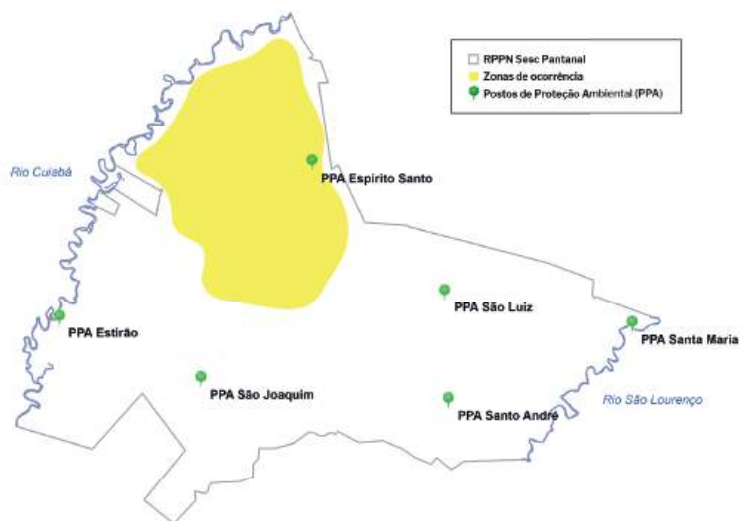 RPPN Sesc Pantanal
Zonas de ocorrência
Postos de Proteção Ambiental (PPA)
Rio Cuiabá
PPA Espírito Santo
PPA São Luiz
PPA Estirão
PPA Santa Maria
PPA São Joaquim
PPA Santo André
Rio São Lourenço